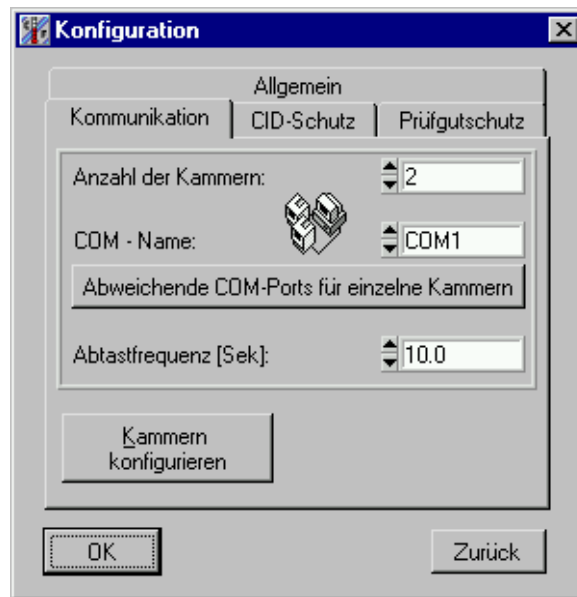 Konfiguration
Allgemein
Kommunikation
CID-Schutz
Prüfgutschutz
Anzahl der Kammern:
2
COM - Name:
COM1
Abweichende COM-Ports für einzelne Kammern
Abtastfrequenz [Sek]:
10.0
Kammern
konfigurieren
OK
Zurück